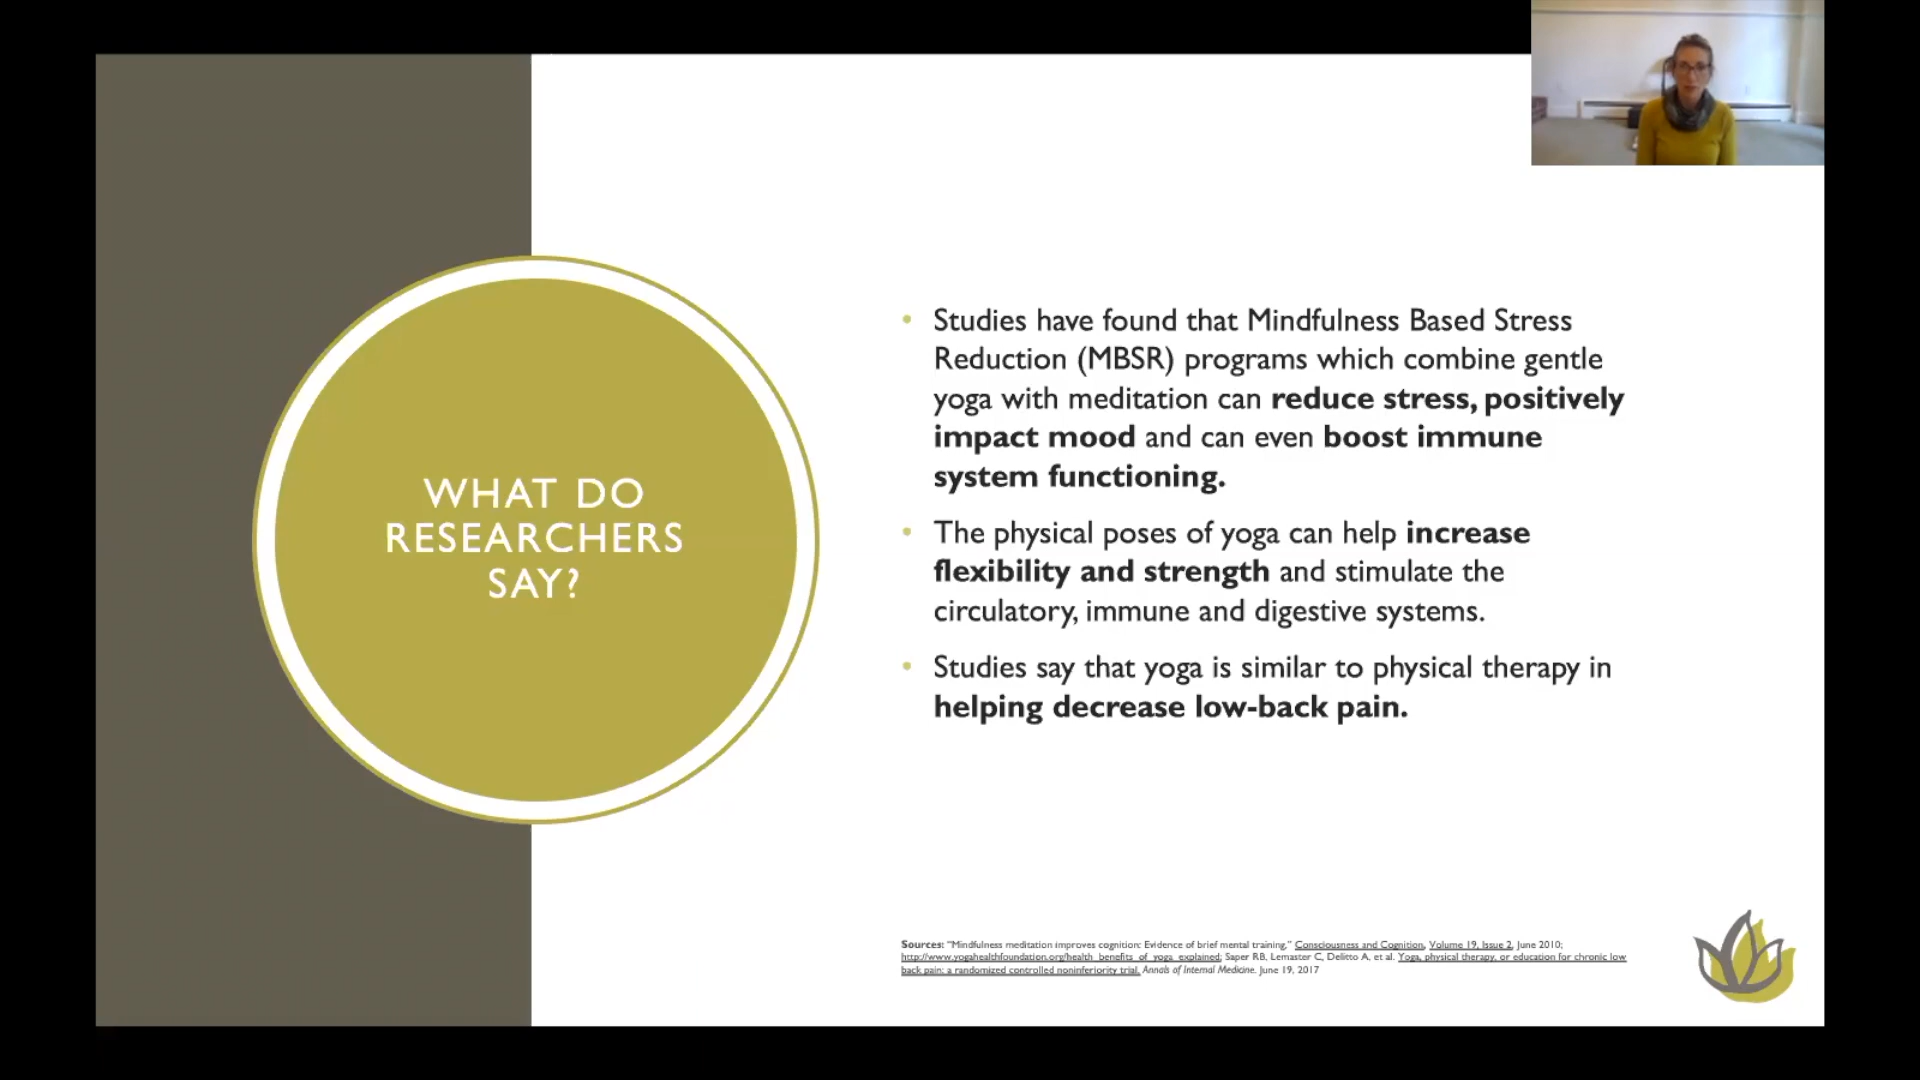 WHAT DO
RESEARCHERS
SAY?
• Studies have found that Mindfulness Based Stress
Reduction (MBSR) programs which combine gentle
yoga with meditation can reduce stress, positively
impact mood and can even boost immune
system functioning.
• The physical poses of yoga can help increase
flexibility and strength and stimulate the
circulatory, immune and digestive systems.
• Studies say that yoga is similar to physical therapy in
helping decrease low-back pain.
Sources: "Mindfulness meditation improves cognition: Evidence of brief mental training," Consciousness and Cognition, Volume 19, Issue 2, June 2010;
http://www.yogahealthfoundation.org/health_benefits_of_yoga_explained; Saper RB, Lemaster C, Delitto A, et al. Yoga, physical therapy, or education for chronic low
back pain: a randomized controlled noninferiority trial. Annals of Internal Medicine. June 19, 2017